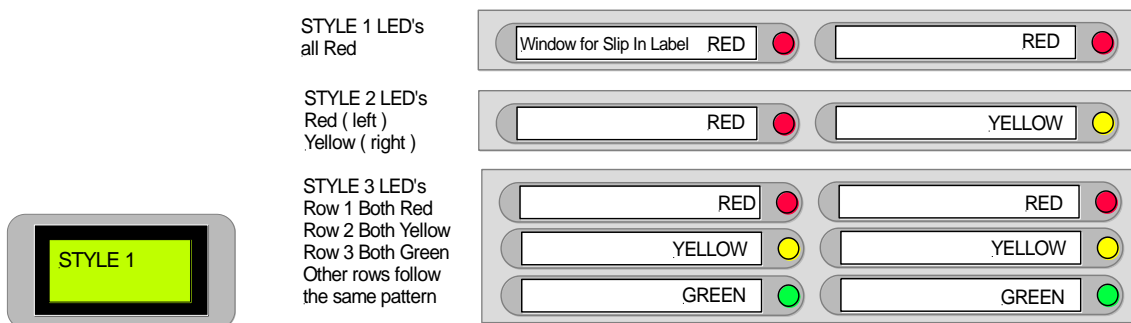 STYLE 1 LED's
all Red
Window for Slip In Label RED
RED
STYLE 2 LED's
Red ( left )
Yellow ( right )
RED
YELLOW
STYLE 3 LED's
Row 1 Both Red
Row 2 Both Yellow
Row 3 Both Green
Other rows follow
the same pattern
RED
RED
YELLOW
YELLOW
GREEN
GREEN
STYLE 1